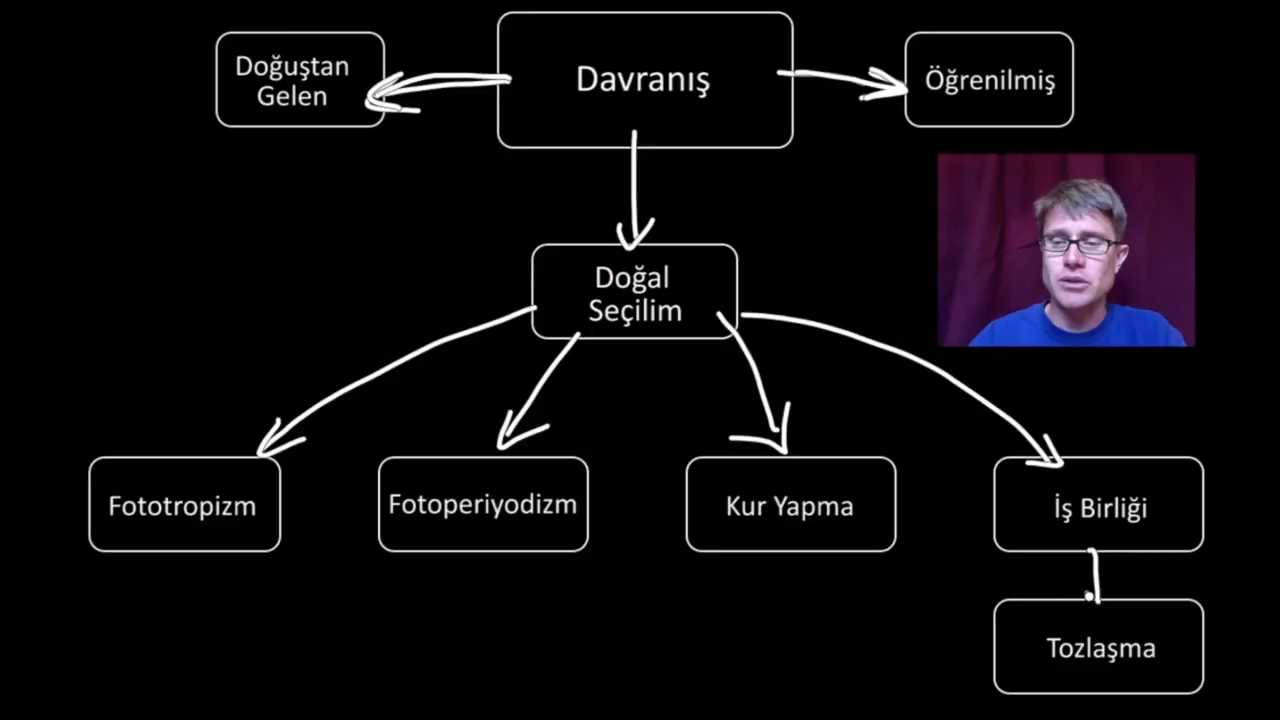 Doğuştan
Gelen
Davranış
Öğrenilmiş
Doğal
Seçilim
Fototropizm
Fotoperiyodizm
Kur Yapma
İş Birliği
Tozlaşma